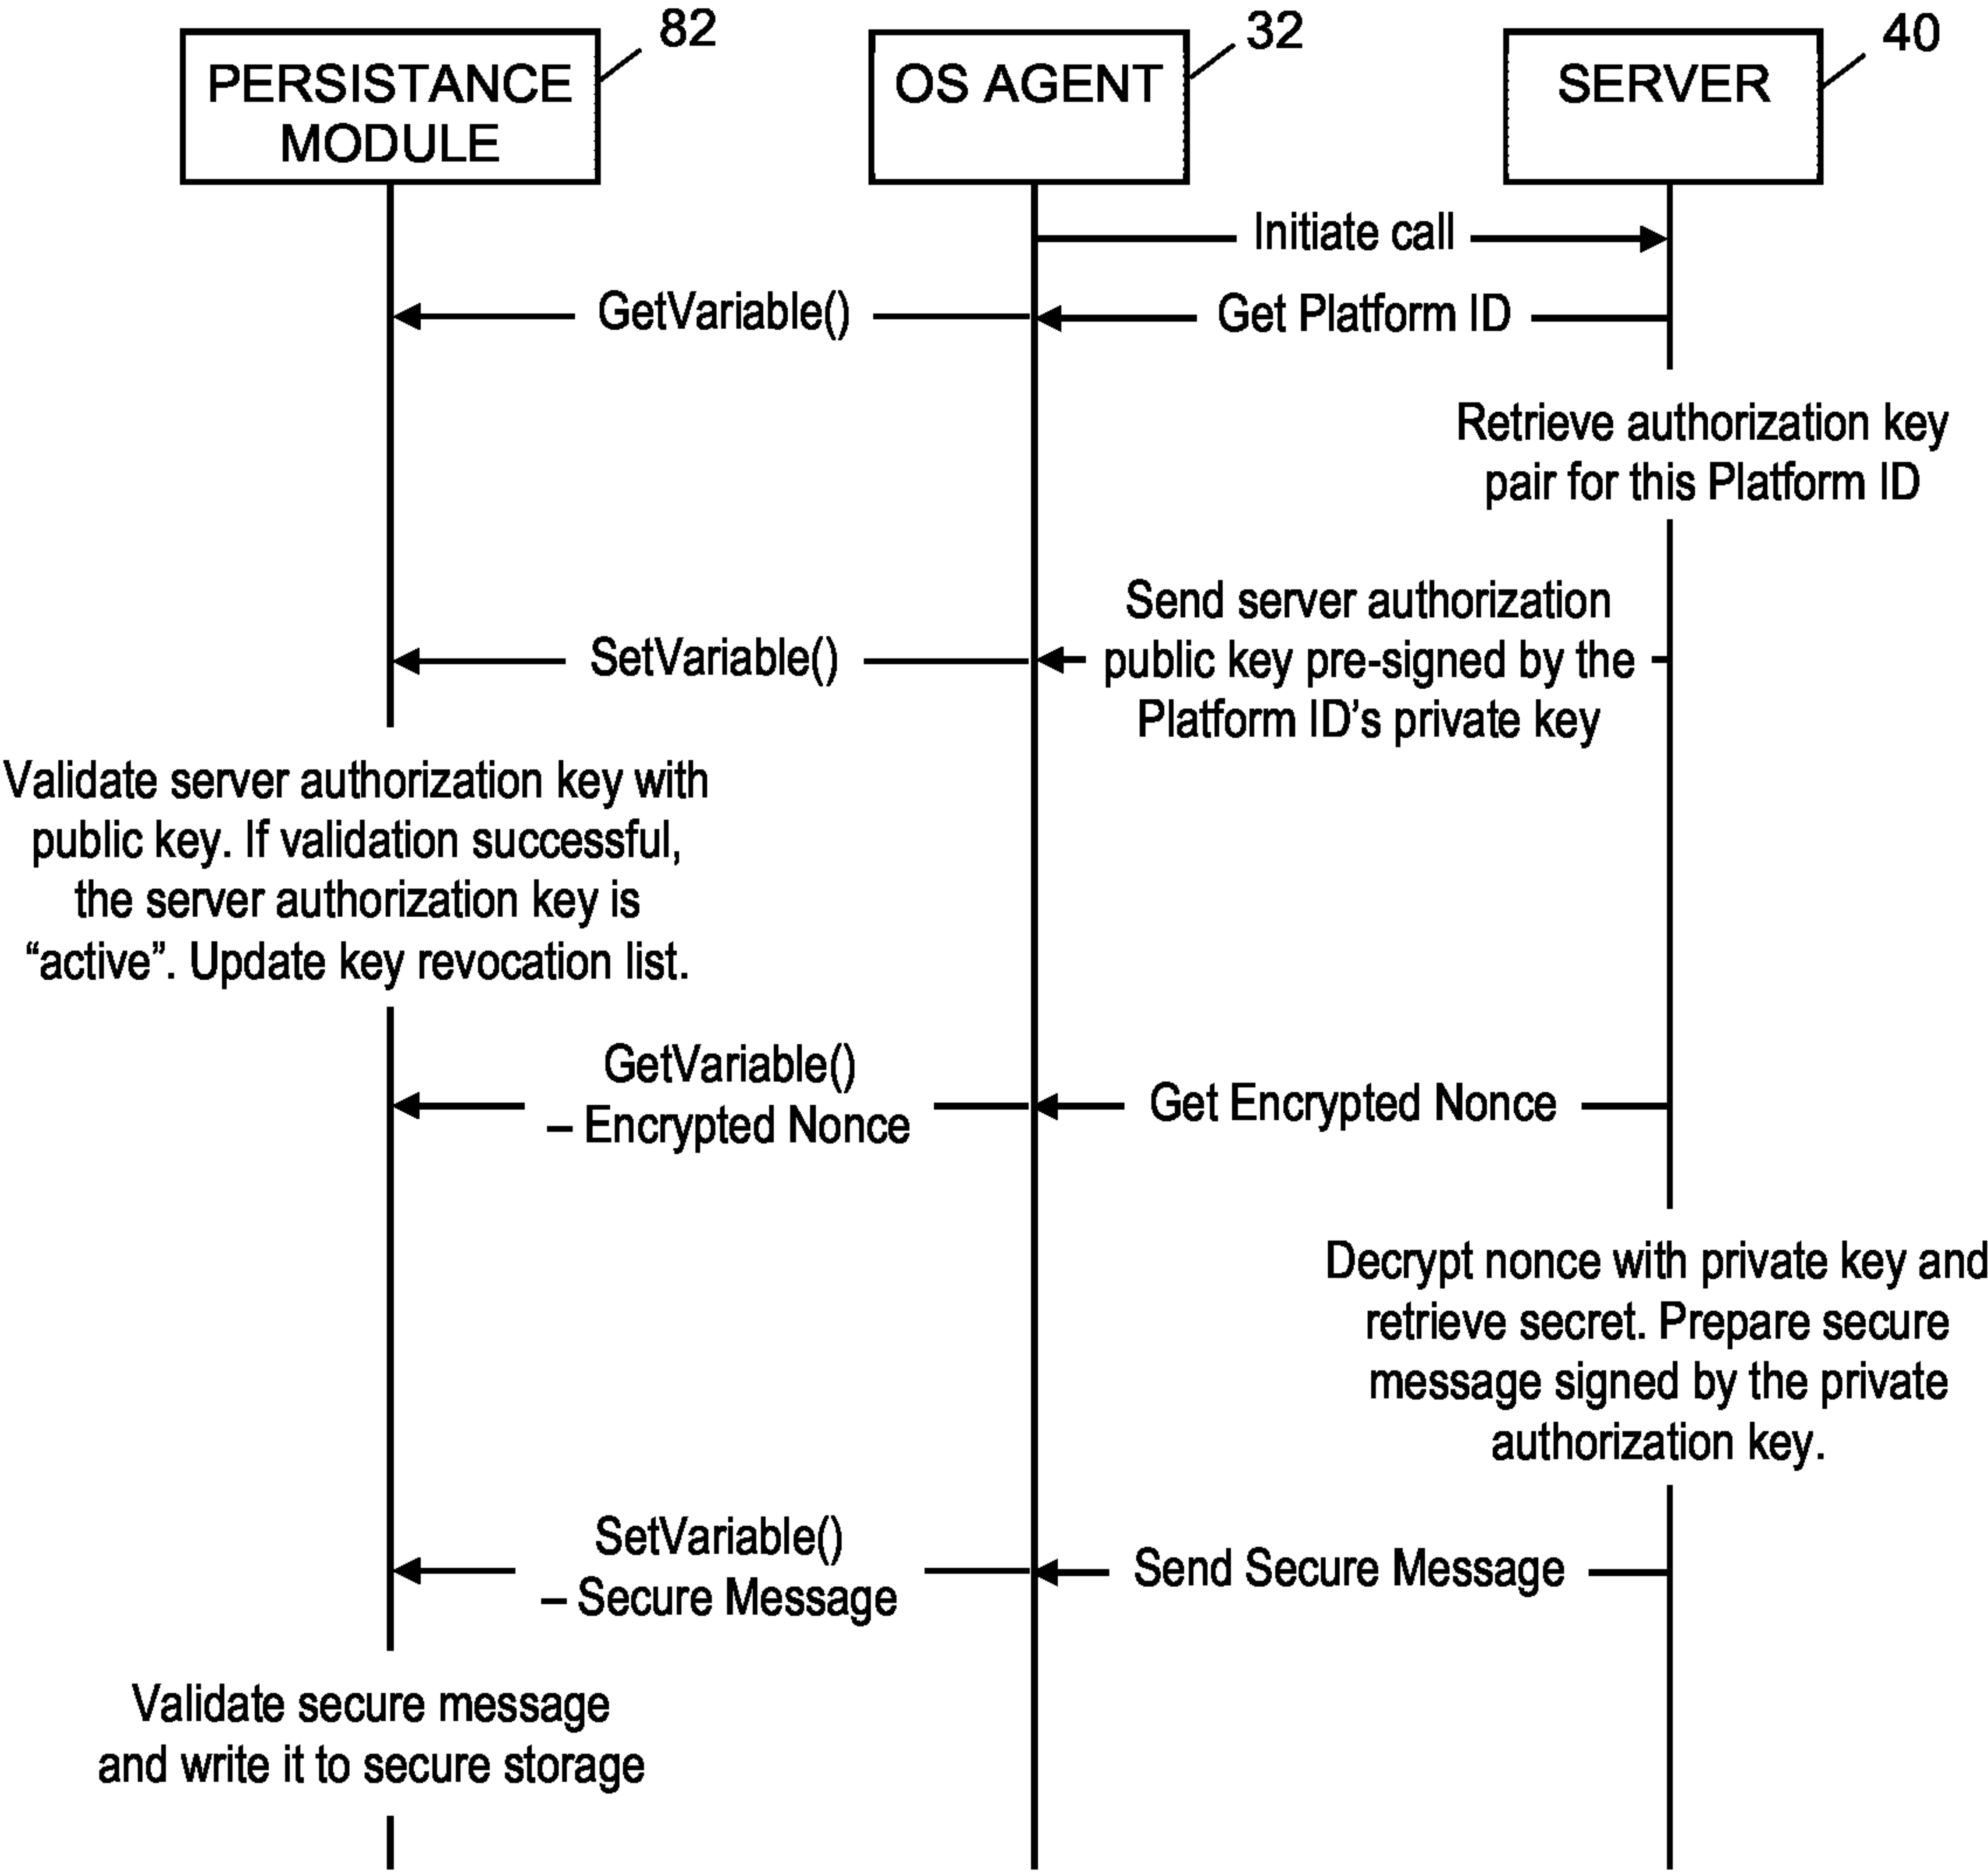 82
32
40
PERSISTANCE
MODULE
OS AGENT
SERVER
Initiate call
GetVariable()
Get Platform ID
Retrieve authorization key
pair for this Platform ID
Send server authorization
public key pre-signed by the
Platform ID’s private key
SetVariable()
Validate server authorization key with
public key. If validation successful,
the server authorization key is
“active”. Update key revocation list.
GetVariable()
– Encrypted Nonce
Get Encrypted Nonce
Decrypt nonce with private key and
retrieve secret. Prepare secure
message signed by the private
authorization key.
SetVariable()
– Secure Message
Send Secure Message
Validate secure message
and write it to secure storage